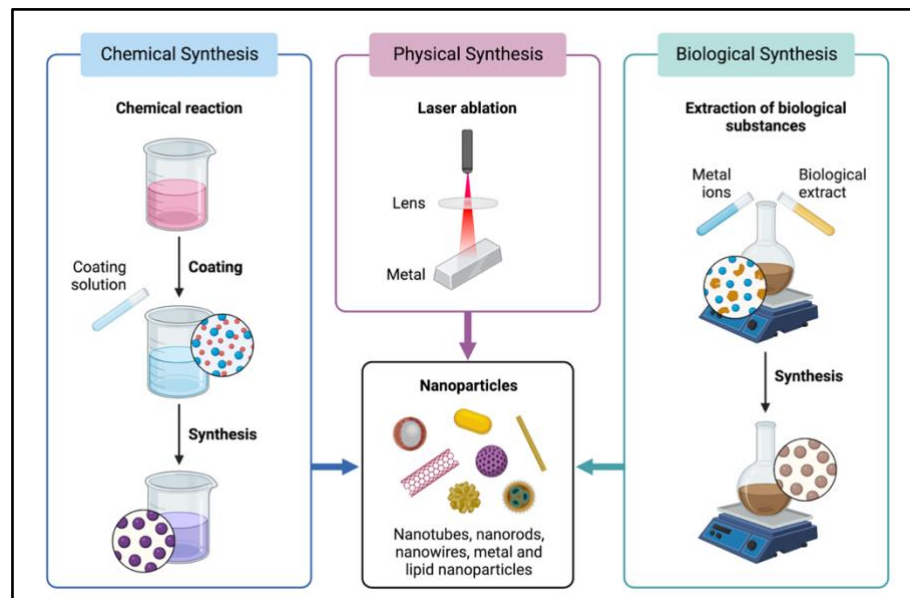 Chemical Synthesis
Chemical reaction
Coating
solution
Coating
Synthesis
Physical Synthesis
Laser ablation
Lens
Metal
Nanoparticles
Nanotubes, nanorods,
nanowires, metal and
lipid nanoparticles
Biological Synthesis
Extraction of biological
substances
Metal
ions
Biological
extract
Synthesis